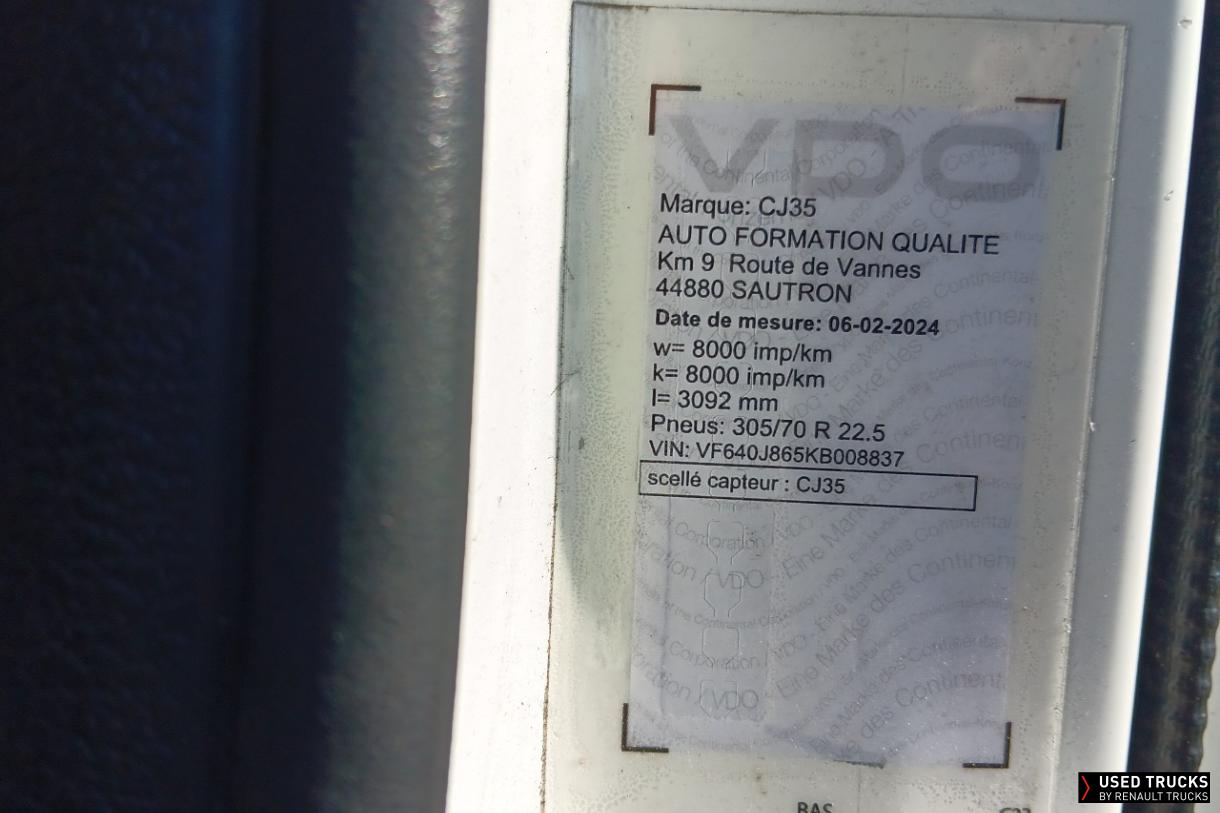 VDO
Marque: CJ35
AUTO FORMATION QUALITE
Km 9 Route de Vannes
44880 SAUTRON
Date de mesure: 06-02-2024
w= 8000 imp/km
k= 8000 imp/km
l= 3092 mm
Pneus: 305/70 R 22.5
VIN: VF640J865KB008837
scellé capteur : CJ35
BAS
USED TRUCKS
BY RENAULT TRUCKS